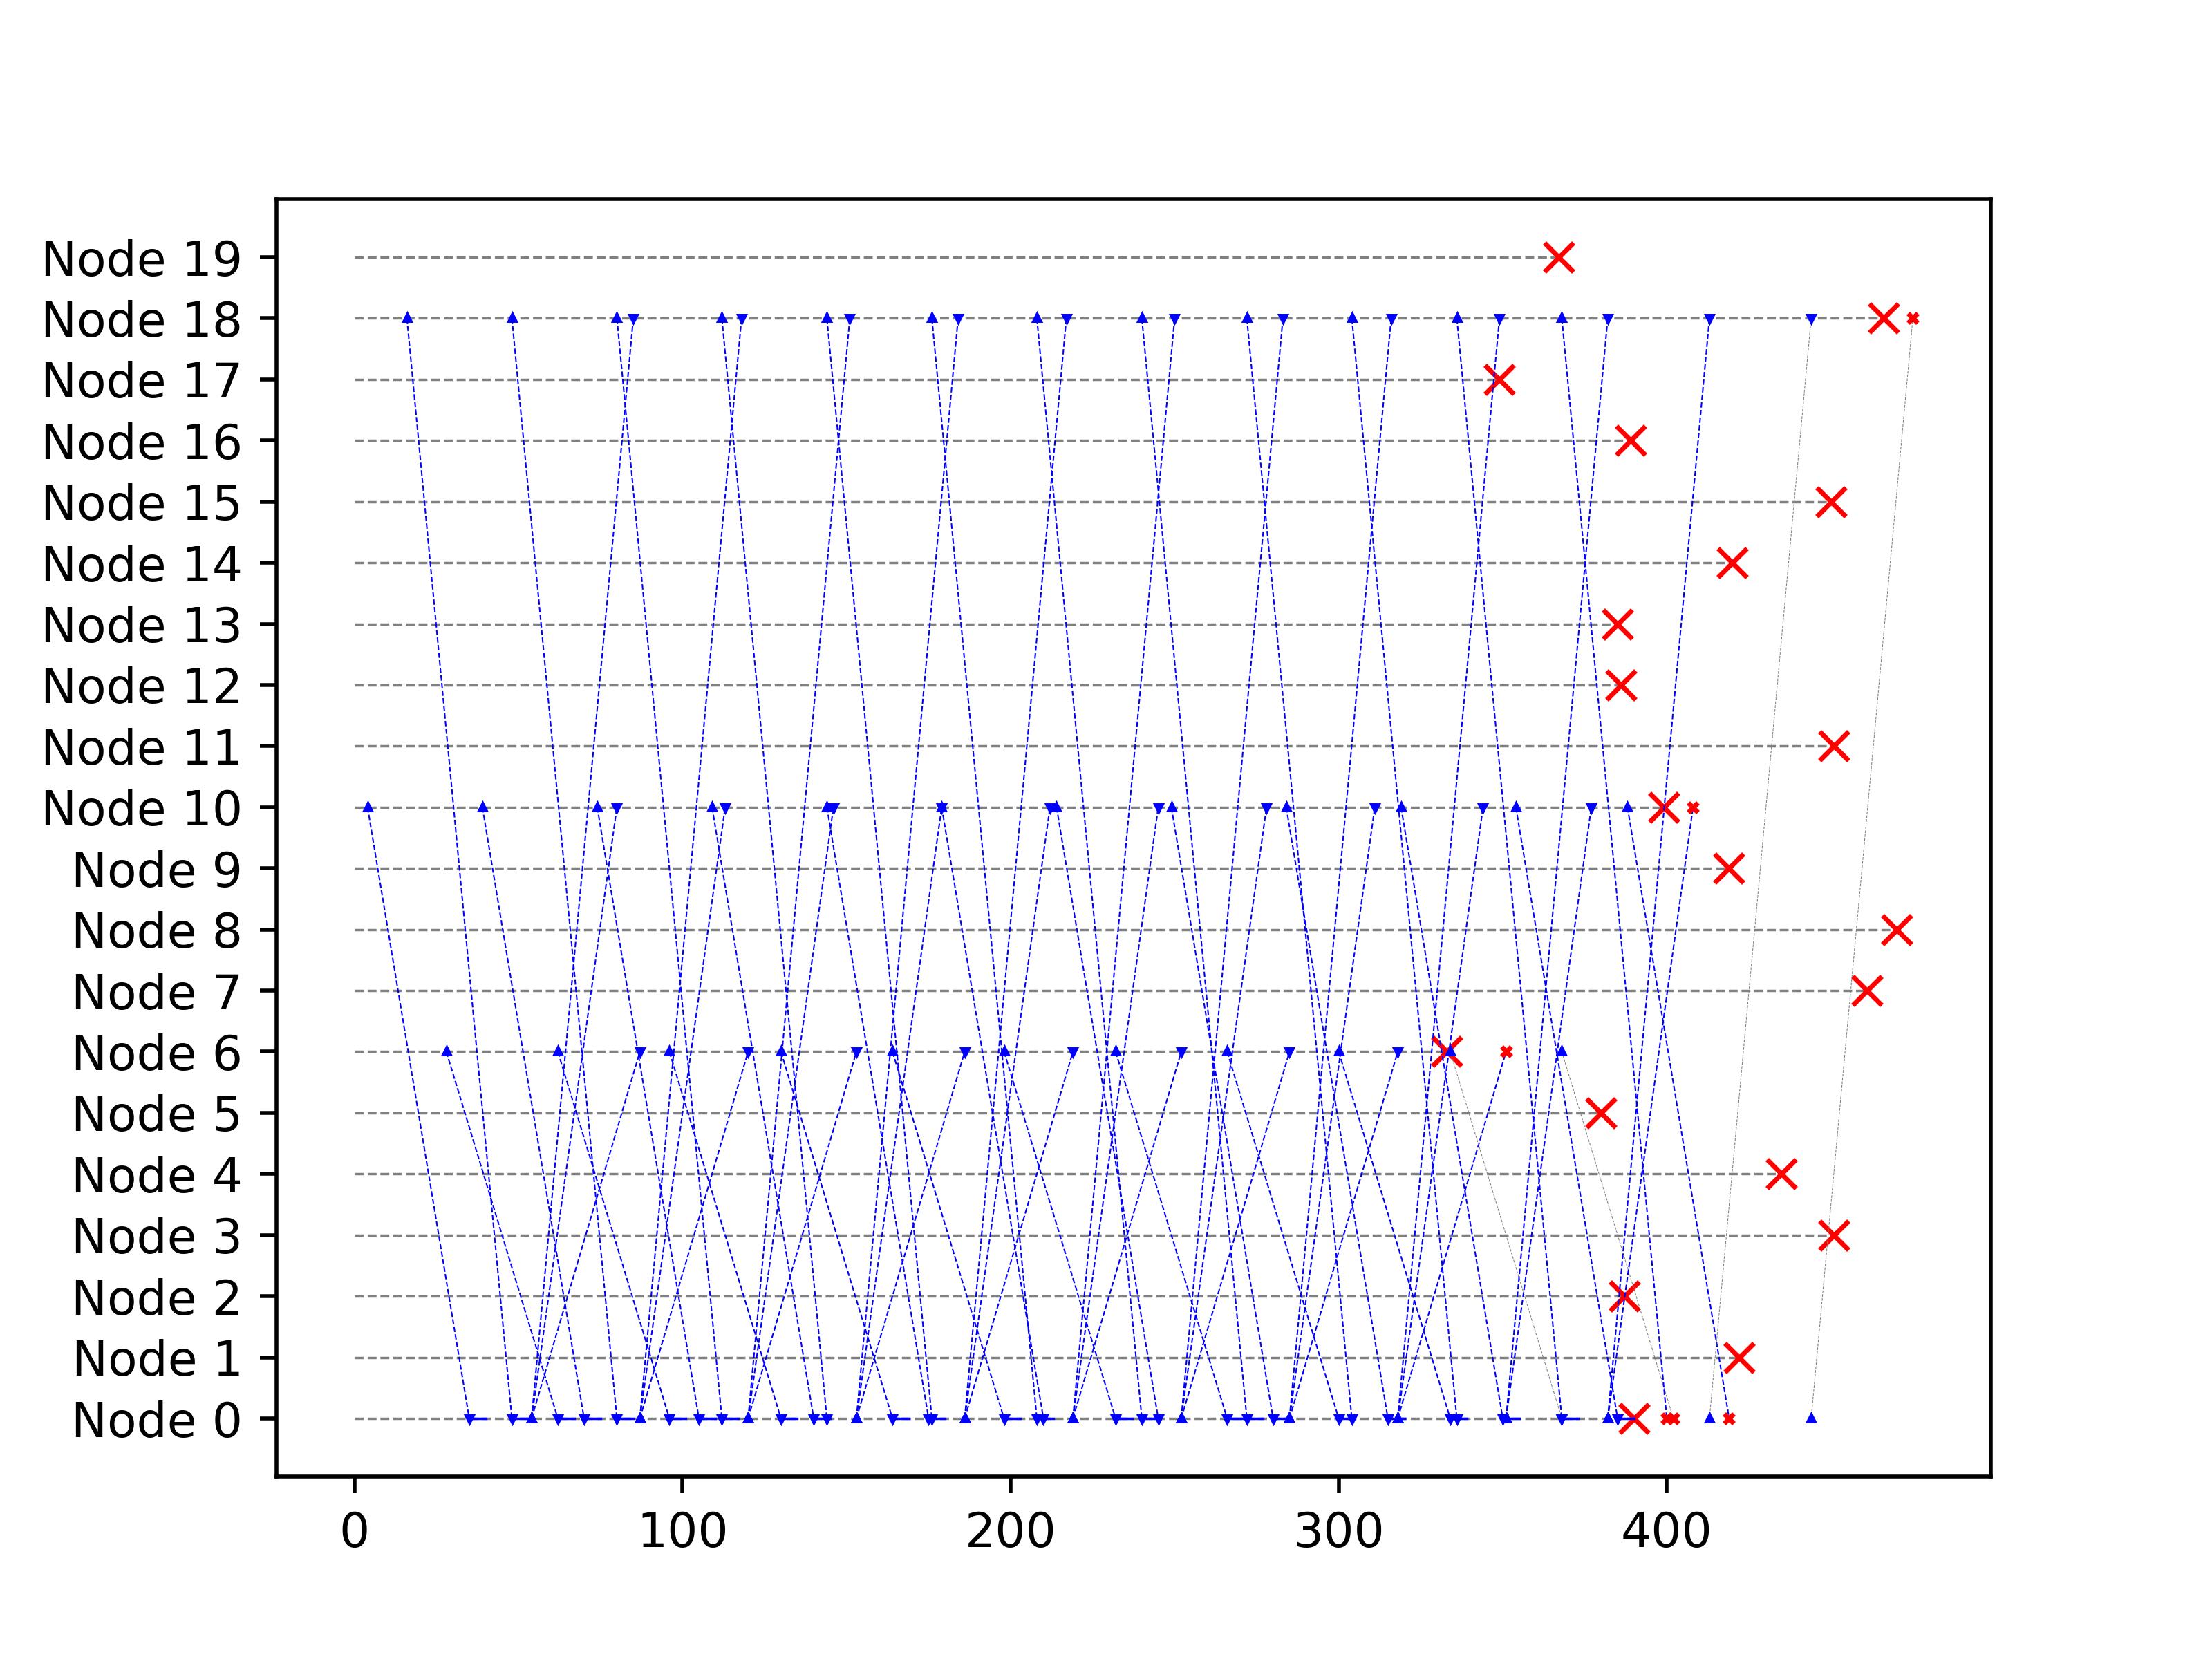 Node 19
Node 18
Node 17
Node 16
Node 15
Node 14
Node 13
Node 12
Node 11
Node 10
Node 9
Node 8
Node 7
Node 6
Node 5
Node 4
Node 3
Node 2
Node 1
Node 0
0 100 200 300 400